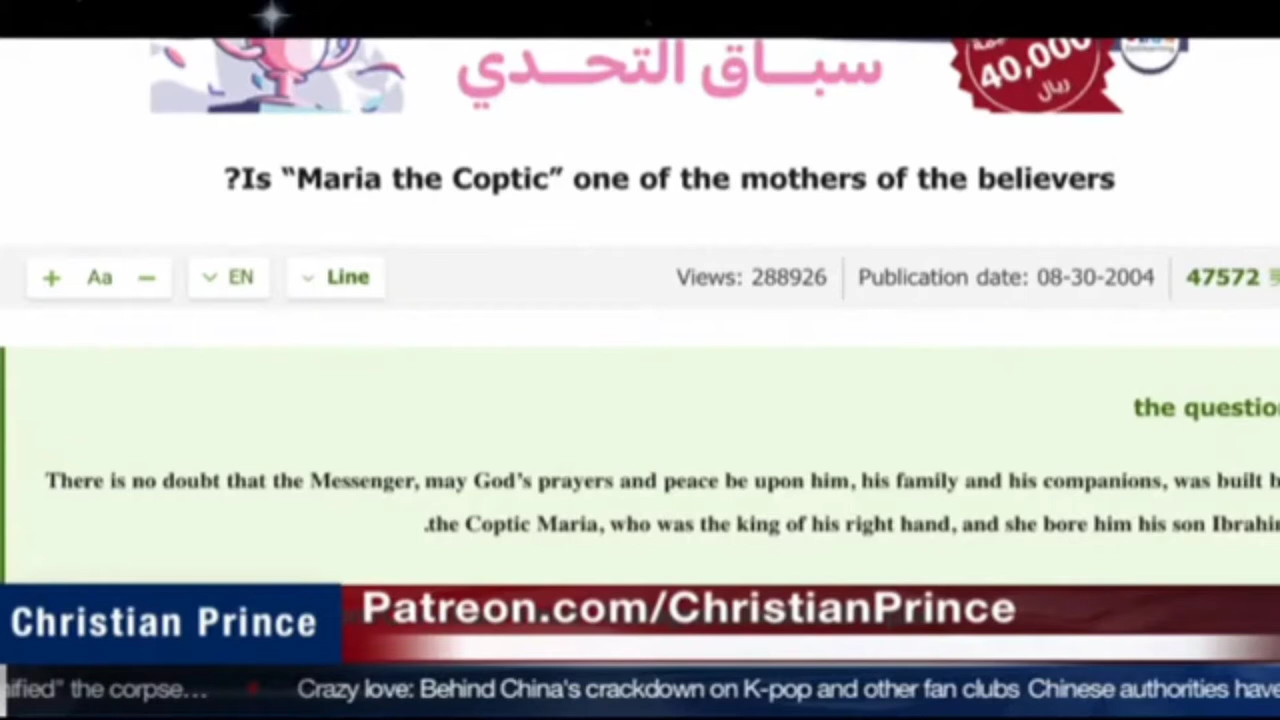 سباق التحدي
40,000
ريال
?Is “Maria the Coptic” one of the mothers of the believers
+ Aa − EN Line Views: 288926 Publication date: 08-30-2004 47572
the questio
There is no doubt that the Messenger, may God's prayers and peace be upon him, his family and his companions, was built b
.the Coptic Maria, who was the king of his right hand, and she bore him his son Ibrahi
Christian Prince
Patreon.com/ChristianPrince
ified" the corpse... Crazy love: Behind China's crackdown on K-pop and other fan clubs Chinese authorities have